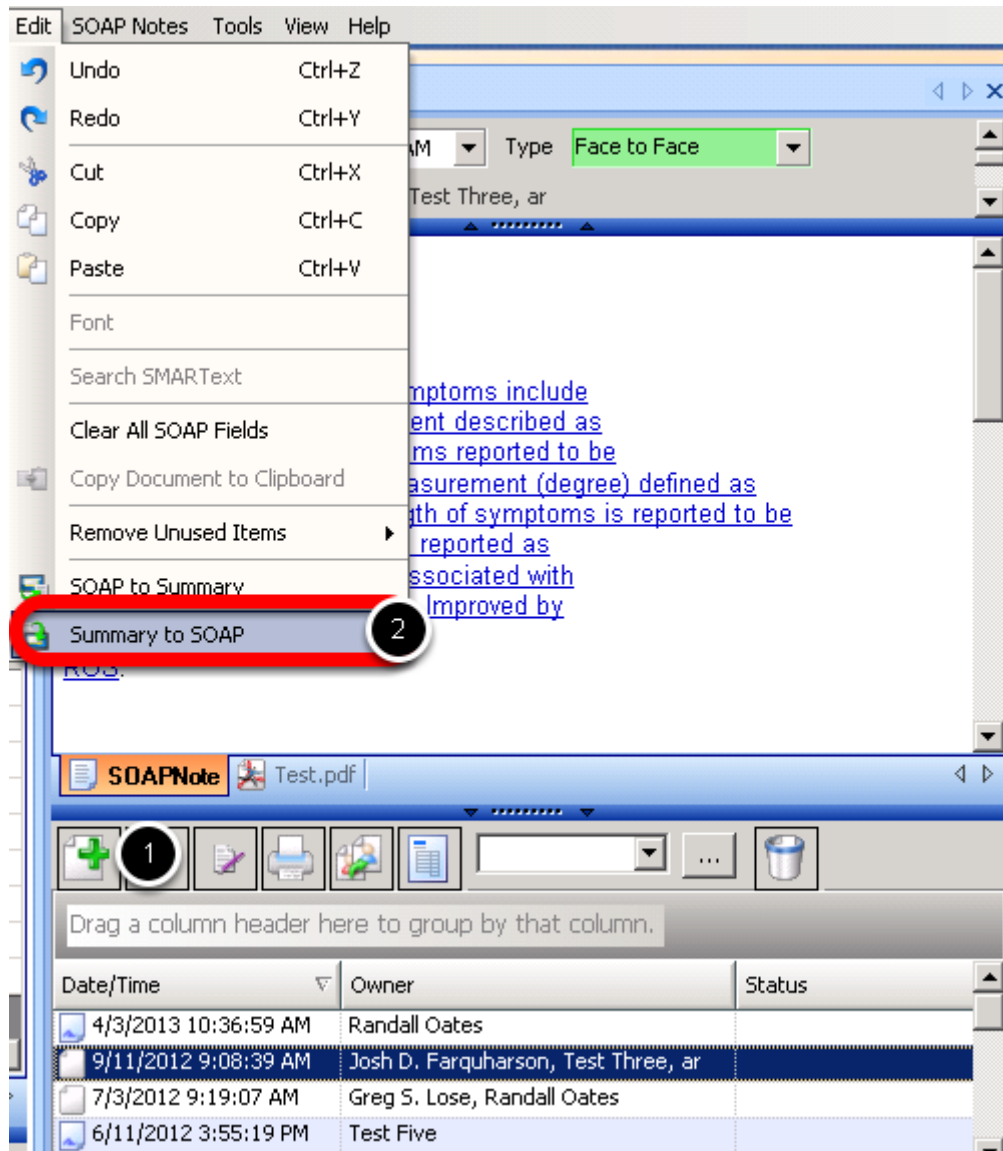 Edit SOAP Notes Tools View Help
Undo Ctrl+Z
Redo Ctrl+Y
AM Type Face to Face
Cut Ctrl+X
Test Three, ar
Copy Ctrl+C
Paste Ctrl+V
Font
Search SMARText
mptoms include
ent described as
Clear All SOAP Fields
ms reported to be
Copy Document to Clipboard
asurement (degree) defined as
gth of symptoms is reported to be
Remove Unused Items
reported as
ssociated with
SOAP to Summary
Improved by
Summary to SOAP 2
ROS:
SOAPNote Test.pdf
1 ...
Drag a column header here to group by that column.
Date/Time Owner Status
4/3/2013 10:36:59 AM Randall Oates
9/11/2012 9:08:39 AM Josh D. Farquharson, Test Three, ar
7/3/2012 9:19:07 AM Greg S. Lose, Randall Oates
6/11/2012 3:55:19 PM Test Five